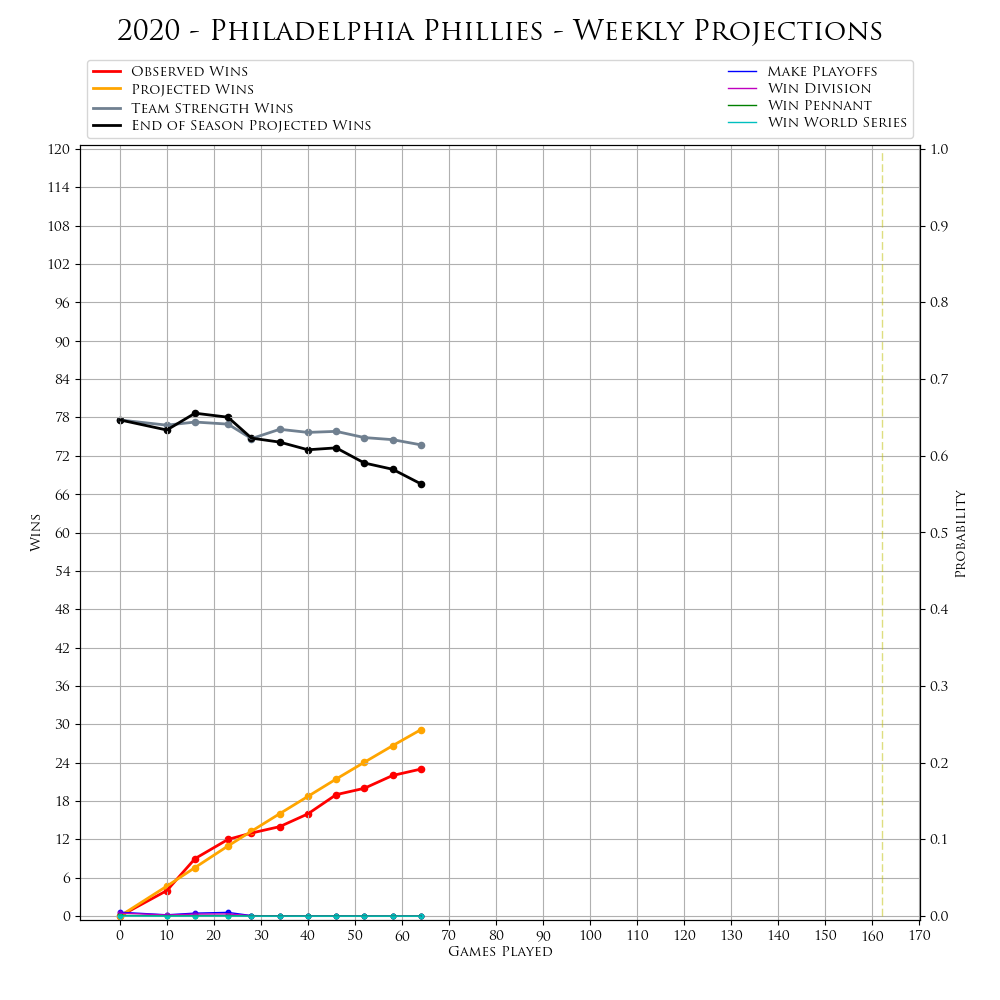 2020 - Philadelphia Phillies - Weekly Projections
Observed Wins
Projected Wins
Team Strength Wins
End of Season Projected Wins
Make Playoffs
Win Division
Win Pennant
Win World Series
120
114
108
102
96
90
84
78
72
66
60
54
48
42
36
30
24
18
12
6
0
Wins
1.0
0.9
0.8
0.7
0.6
0.5
0.4
0.3
0.2
0.1
0.0
Probability
0 10 20 30 40 50 60 70 80 90 100 110 120 130 140 150 160 170
Games Played